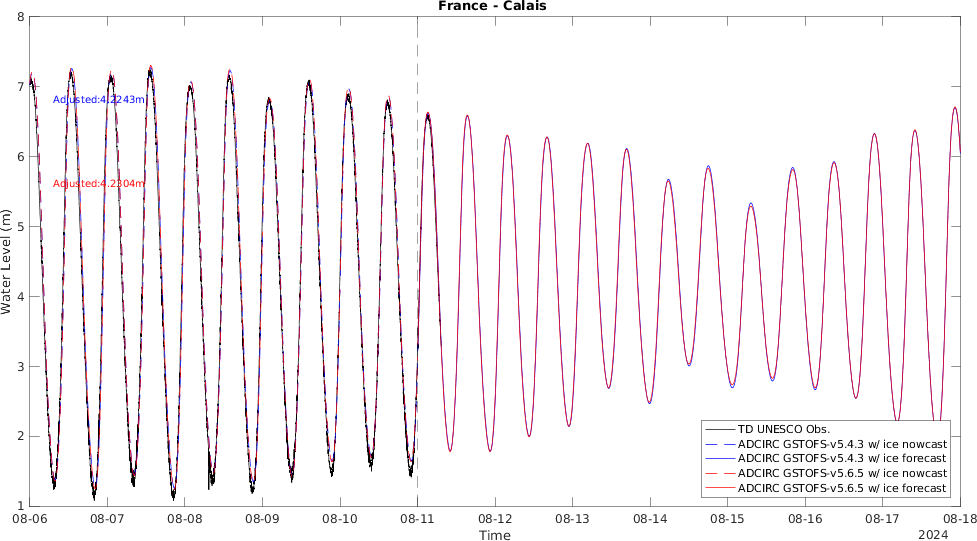 France - Calais
8
7
6
5
4
3
2
1
Water Level (m)
Adjusted:4.2243m
Adjusted:4.2304m
TD UNESCO Obs.
ADCIRC GSTOFS-v5.4.3 w/ ice nowcast
ADCIRC GSTOFS-v5.4.3 w/ ice forecast
ADCIRC GSTOFS-v5.6.5 w/ ice nowcast
ADCIRC GSTOFS-v5.6.5 w/ ice forecast
08-06 08-07 08-08 08-09 08-10 08-11 08-12 08-13 08-14 08-15 08-16 08-17 08-18
Time
2024